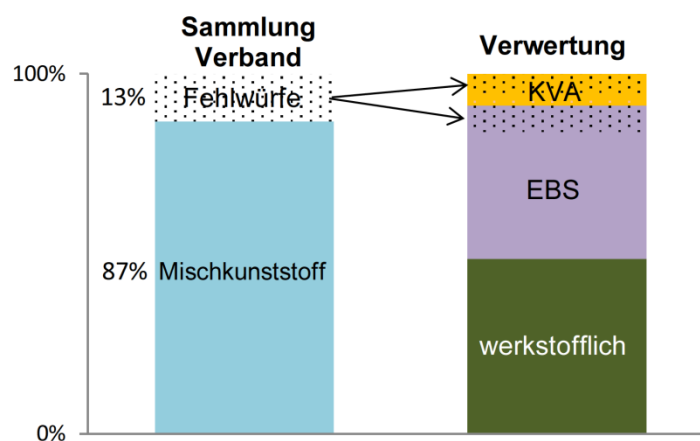 Sammlung
Verband
Verwertung
100%
13%
Fehlwürfe
KVA
EBS
87%
Mischkunststoff
werkstofflich
0%